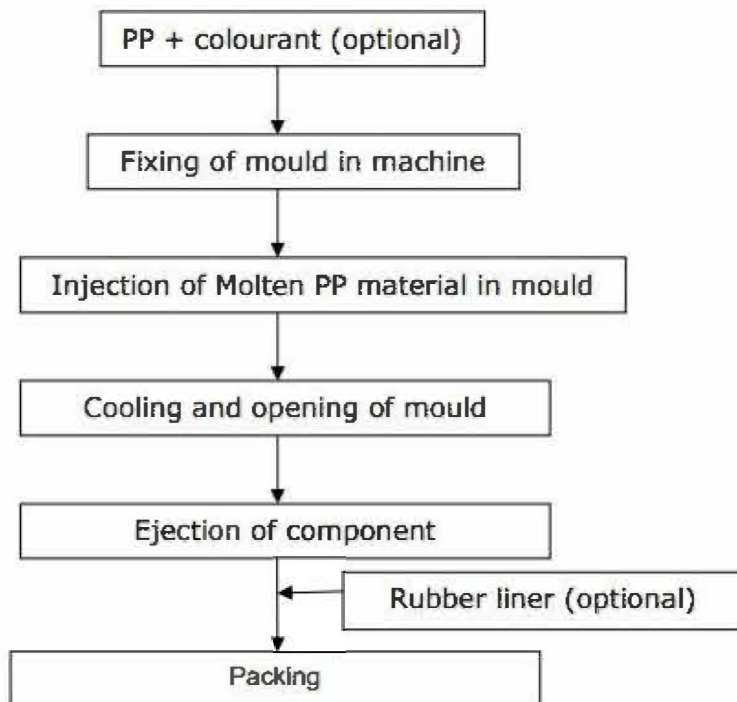 PP + colourant (optional)
Fixing of mould in machine
Injection of Molten PP material in mould
Cooling and opening of mould
Ejection of component
Rubber liner (optional)
Packing